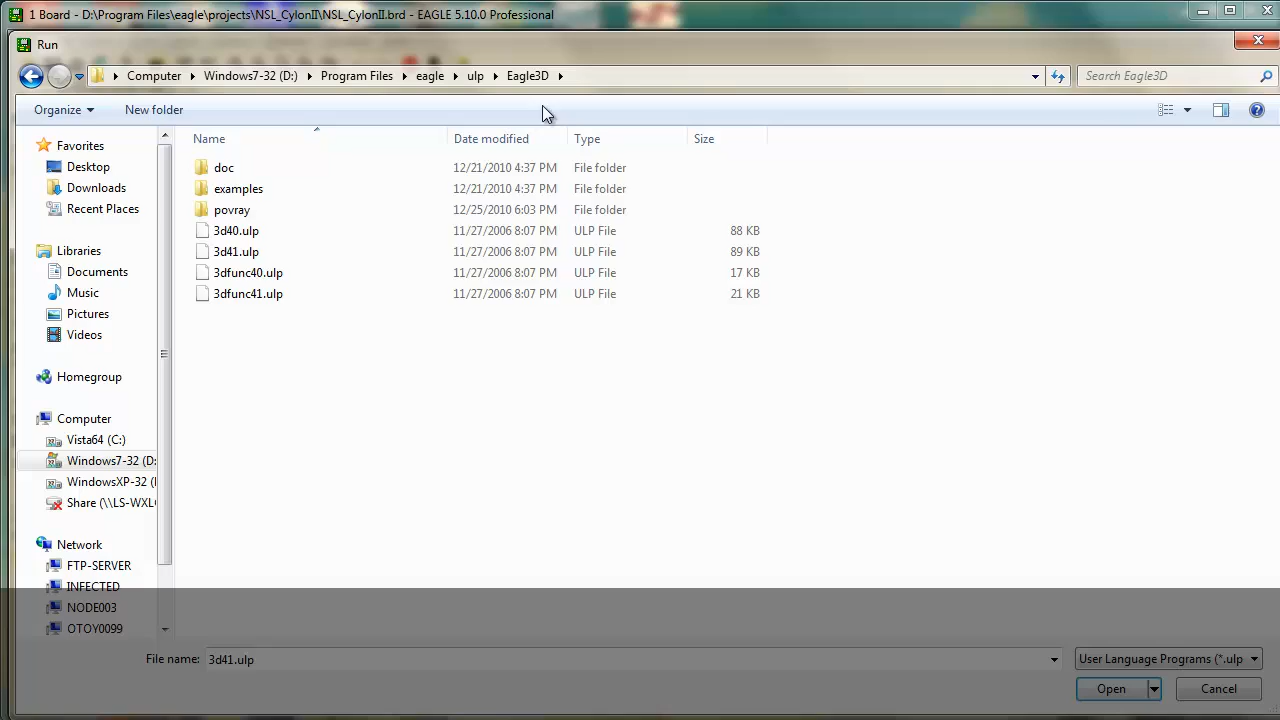 1 Board - D:\Program Files\eagle\projects\NSL_CylonII\NSL_CylonII.brd - EAGLE 5.10.0 Professional
Run
Computer Windows7-32 (D:) Program Files eagle ulp Eagle3D Search Eagle3D
Organize New folder
Name Date modified Type Size
Favorites
Desktop
Downloads
Recent Places
Libraries
Documents
Music
Pictures
Videos
Homegroup
Computer
Vista64 (C:)
Windows7-32 (D:
WindowsXP-32 (
Share (\\LS-WXL
Network
FTP-SERVER
INFECTED
NODE003
OTOY0099
doc 12/21/2010 4:37 PM File folder
examples 12/21/2010 4:37 PM File folder
povray 12/25/2010 6:03 PM File folder
3d40.ulp 11/27/2006 8:07 PM ULP File 88 KB
3d41.ulp 11/27/2006 8:07 PM ULP File 89 KB
3dfunc40.ulp 11/27/2006 8:07 PM ULP File 17 KB
3dfunc41.ulp 11/27/2006 8:07 PM ULP File 21 KB
File name: 3d41.ulp User Language Programs (*.ulp
Open Cancel